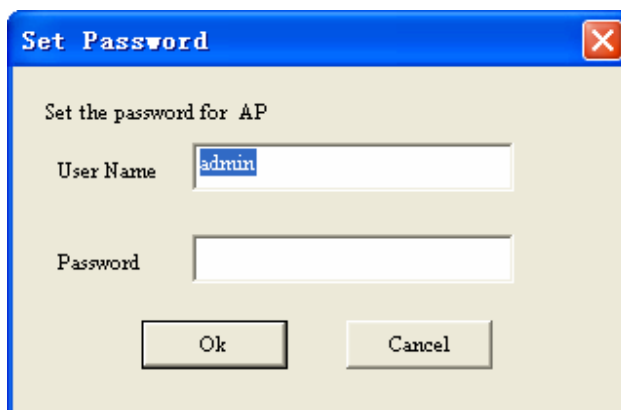 Set Password
Set the password for AP
User Name admin
Password
Ok Cancel